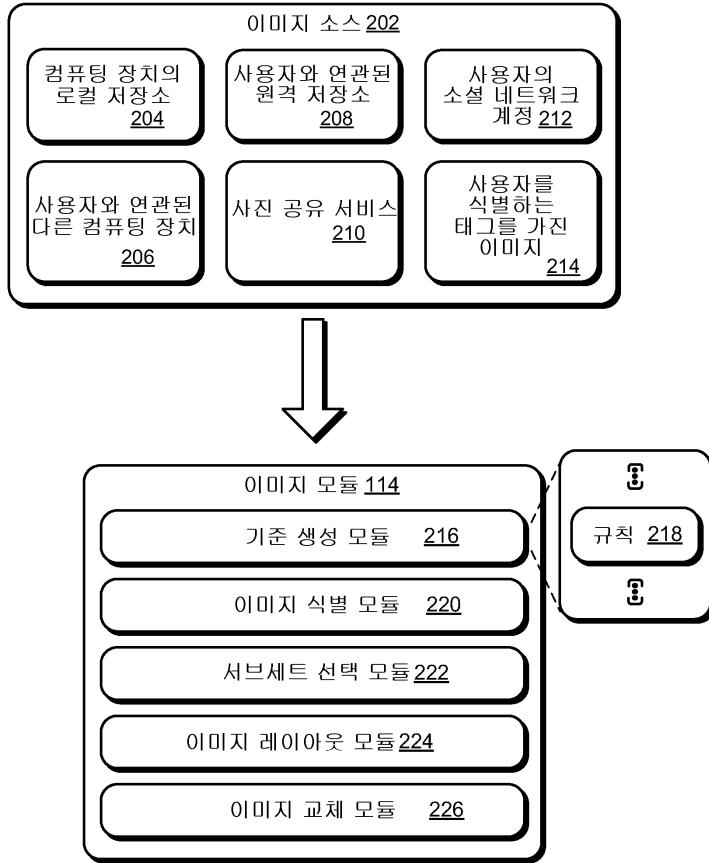 이미지 소스 202
컴퓨팅 장치의
로컬 저장소
204
사용자와 연관된
원격 저장소
208
사용자의
소셜 네트워크
계정 212
사용자와 연관된
다른 컴퓨팅 장치
206
사진 공유 서비스
210
사용자를
식별하는
태그를 가진
이미지
214
이미지 모듈 114
기준 생성 모듈 216
규칙 218
이미지 식별 모듈 220
서브세트 선택 모듈 222
이미지 레이아웃 모듈 224
이미지 교체 모듈 226